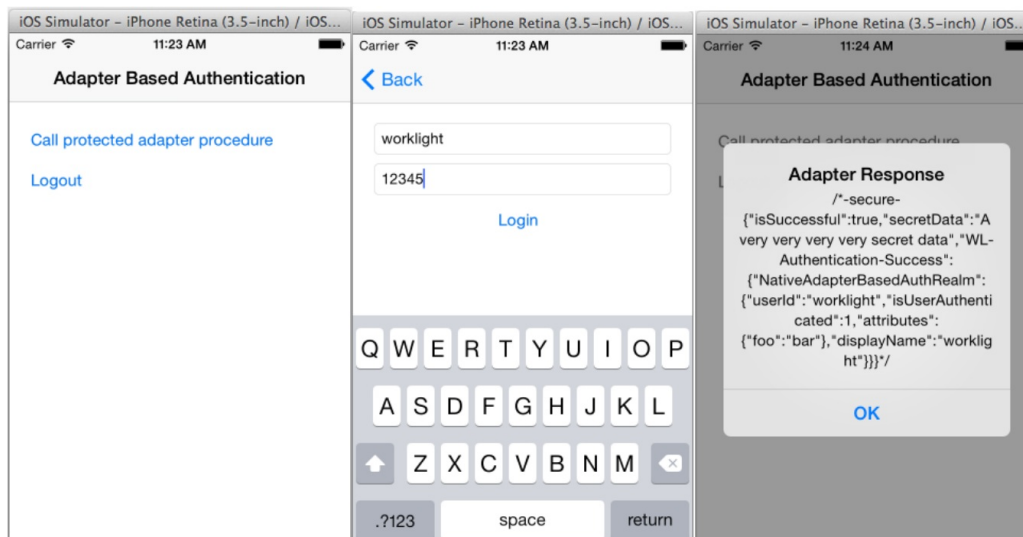 iOS Simulator – iPhone Retina (3.5–inch) / iOS...
Carrier 11:23 AM
Adapter Based Authentication
Call protected adapter procedure
Logout
iOS Simulator – iPhone Retina (3.5–inch) / iOS...
Carrier 11:23 AM
Back
worklight
12345
Login
Q W E R T Y U I O P
A S D F G H J K L
Z X C V B N M
.?123 space return
iOS Simulator – iPhone Retina (3.5–inch) / iOS...
Carrier 11:24 AM
Adapter Based Authentication
Call protected adapter procedure
L
Adapter Response
/*-secure-
{"isSuccessful":true,"secretData":"A
very very very very secret data","WL-
Authentication-Success":
{"NativeAdapterBasedAuthRealm":
{"userId":"worklight","isUserAuthenti
cated":1,"attributes":
{"foo":"bar"},"displayName":"worklig
ht"}}}*/
OK